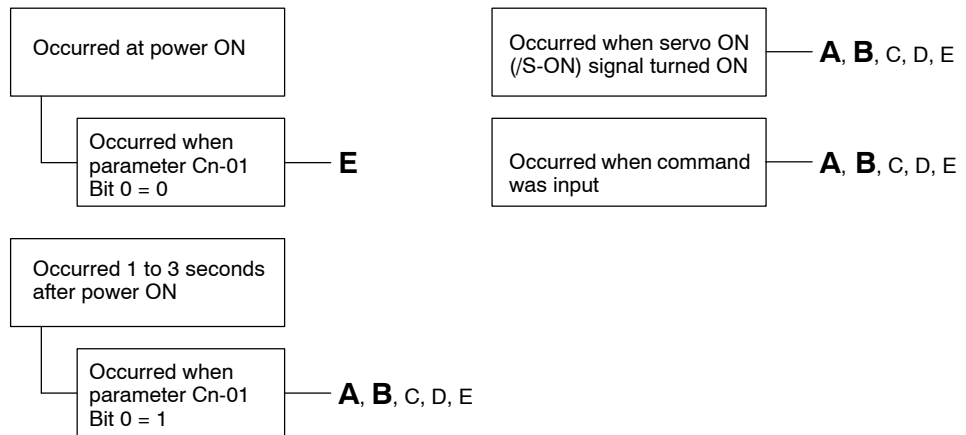 Occurred at power ON
Occurred when
parameter Cn-01
Bit 0 = 0
E
Occurred 1 to 3 seconds
after power ON
Occurred when
parameter Cn-01
Bit 0 = 1
A, B, C, D, E
Occurred when servo ON
(/S-ON) signal turned ON
A, B, C, D, E
Occurred when command
was input
A, B, C, D, E